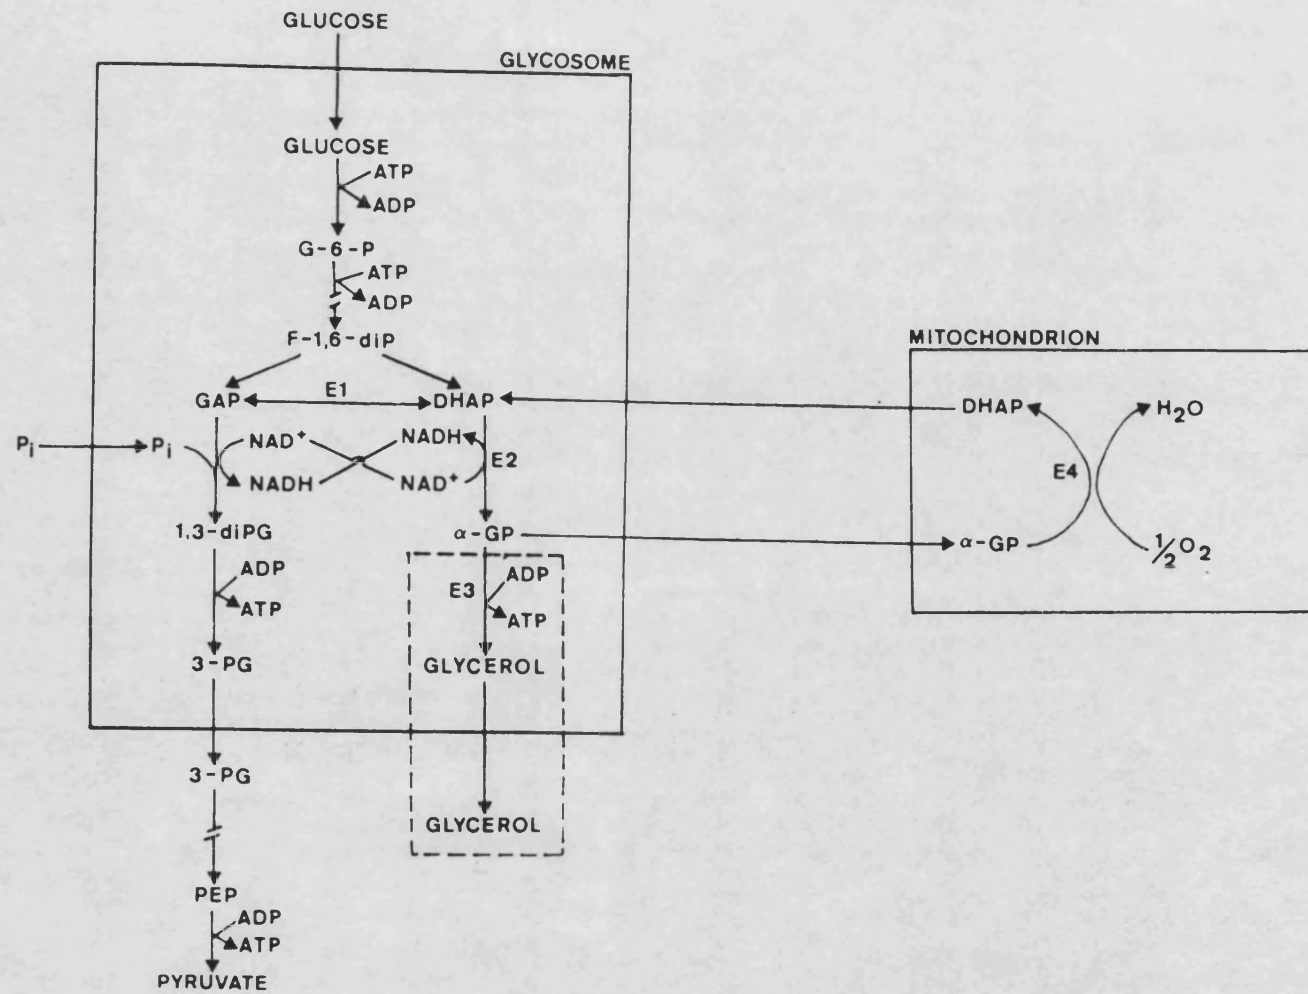 GLUCOSE
GLYCOSOME
GLUCOSE
ATP
ADP
G-6-P
ATP
ADP
F-1,6-diP
MITOCHONDRION
GAP
E1
DHAP
DHAP
H₂O
Pᵢ
Pᵢ
NAD⁺
NADH
E2
E4
NADH
NAD⁺
1,3-diPG
α-GP
α-GP
½O₂
ADP
ATP
E3
ADP
ATP
3-PG
GLYCEROL
3-PG
GLYCEROL
PEP
ADP
ATP
PYRUVATE